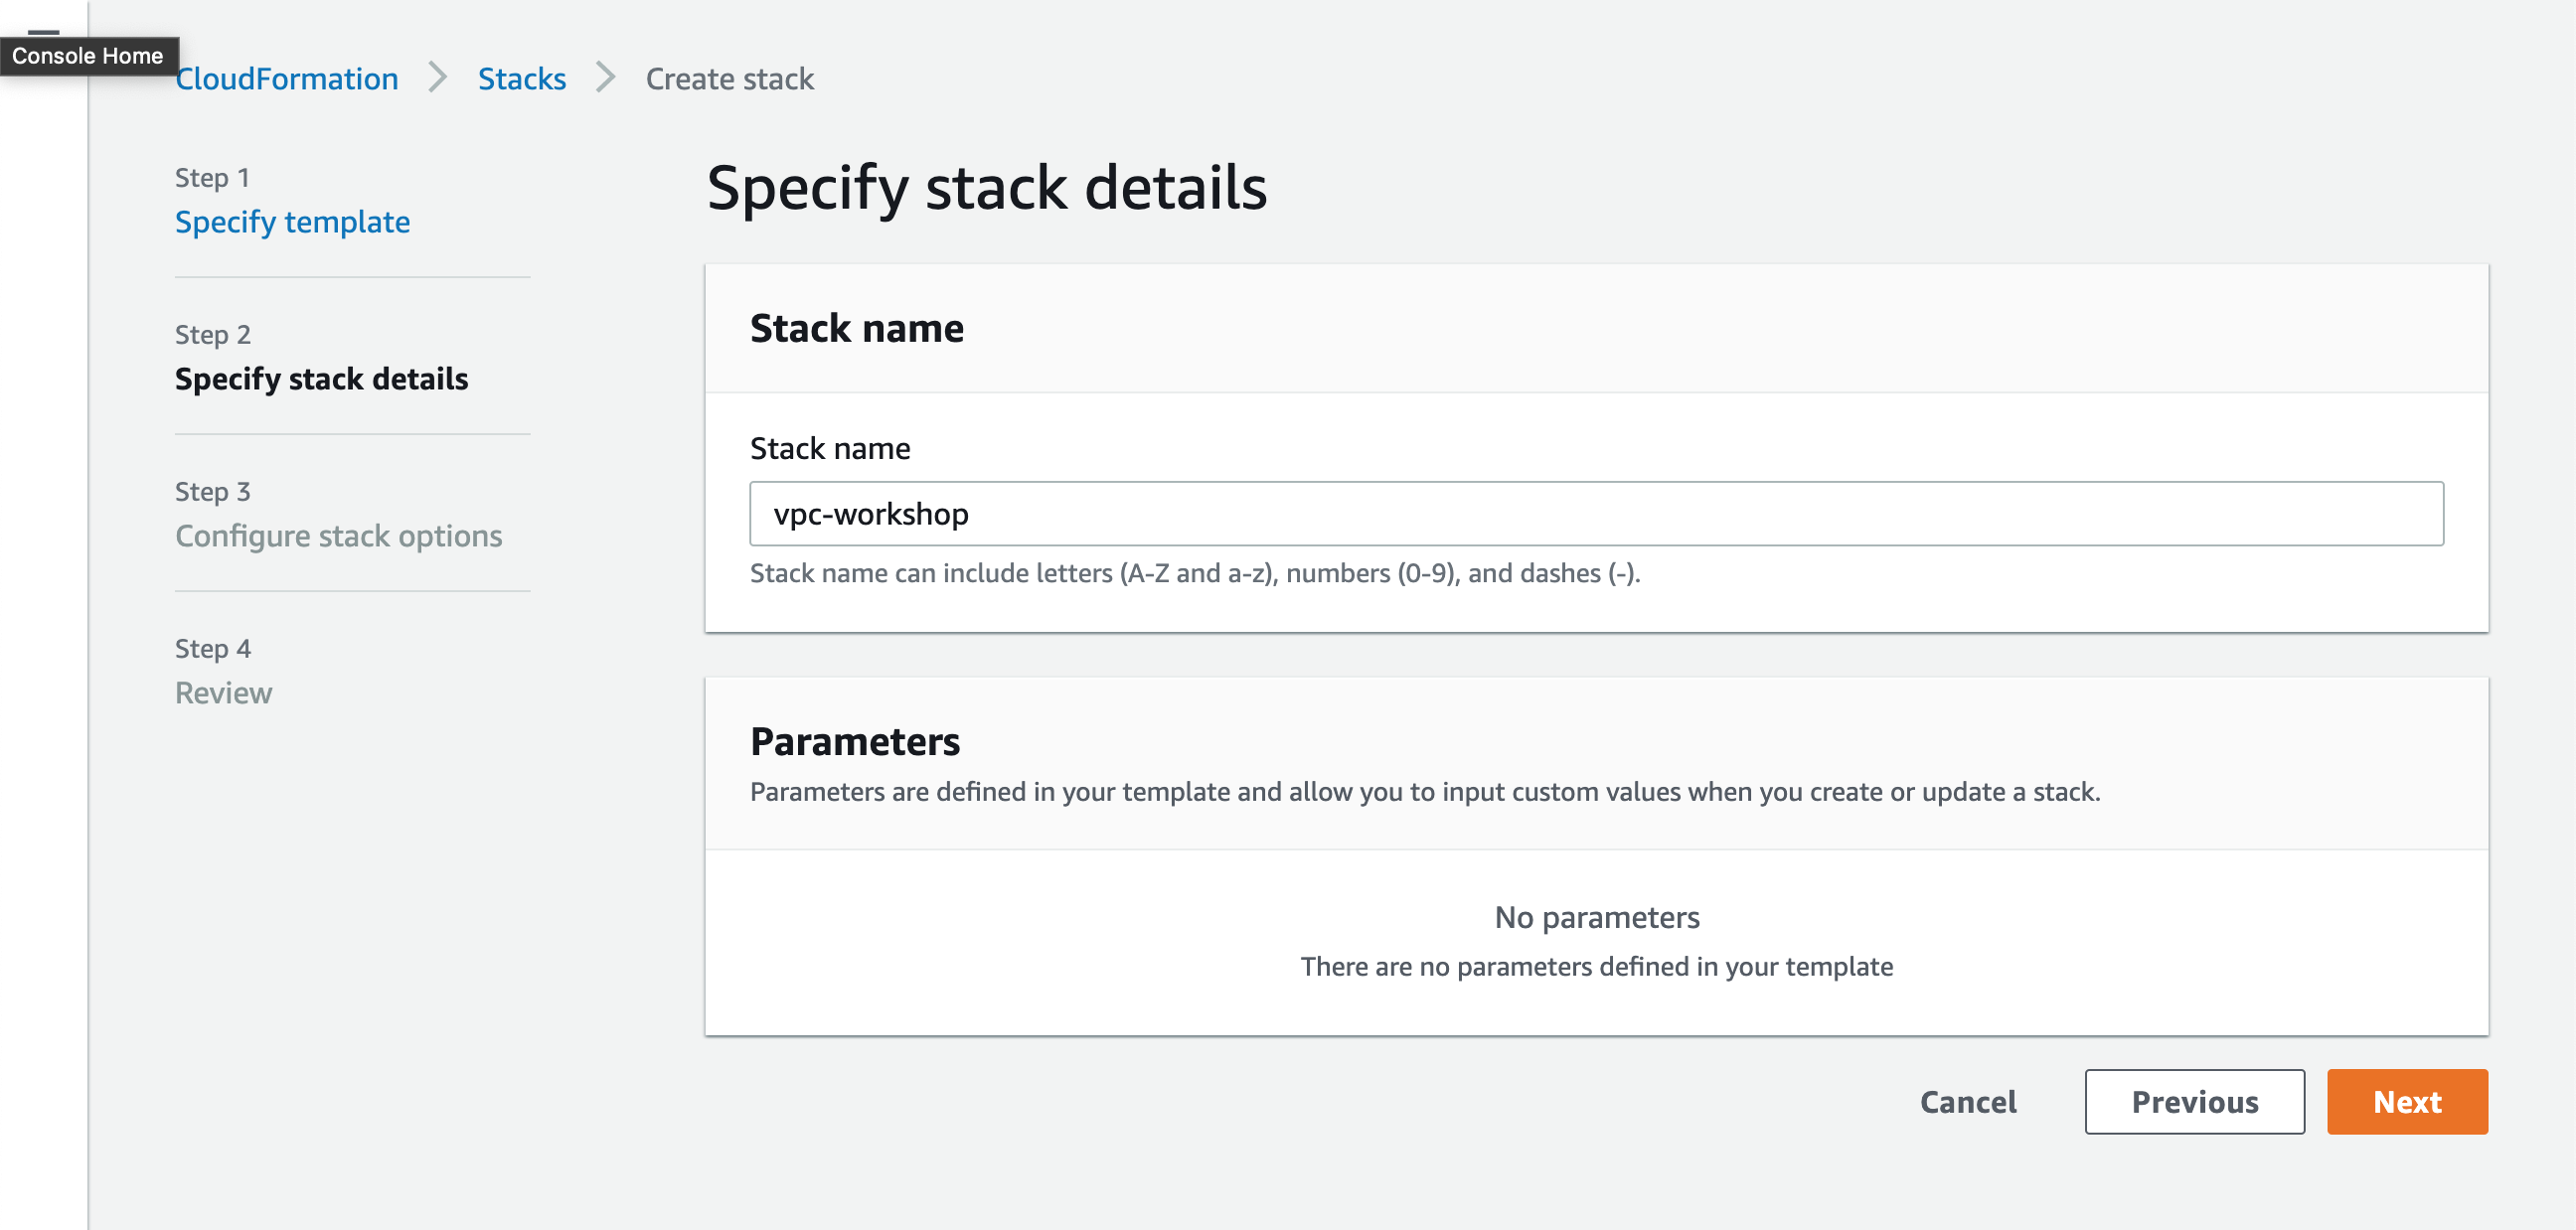 Console Home
CloudFormation > Stacks > Create stack
Step 1
Specify template
Step 2
Specify stack details
Step 3
Configure stack options
Step 4
Review
Specify stack details
Stack name
Stack name
vpc-workshop
Stack name can include letters (A-Z and a-z), numbers (0-9), and dashes (-).
Parameters
Parameters are defined in your template and allow you to input custom values when you create or update a stack.
No parameters
There are no parameters defined in your template
Cancel Previous Next